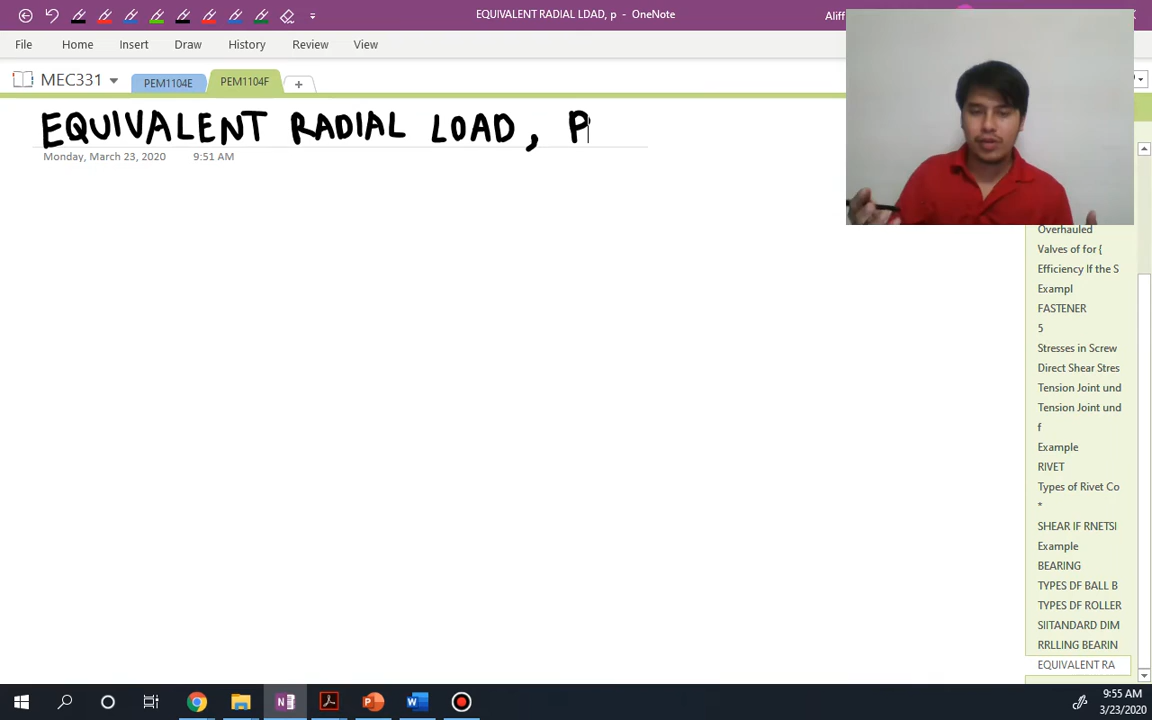 EQUIVALENT RADIAL LDAD, p - OneNote
Aliff
File Home Insert Draw History Review View
MEC331 PEM1104E PEM1104F
EQUIVALENT RADIAL LOAD, P
Monday, March 23, 2020 9:51 AM
Overhauled
Valves of for {
Efficiency If the S
Exampl
FASTENER
5
Stresses in Screw
Direct Shear Stres
Tension Joint und
Tension Joint und
f
Example
RIVET
Types of Rivet Co
*
SHEAR IF RNETSI
Example
BEARING
TYPES DF BALL B
TYPES DF ROLLER
SIITANDARD DIM
RRLLING BEARIN
EQUIVALENT RA
9:55 AM
3/23/2020